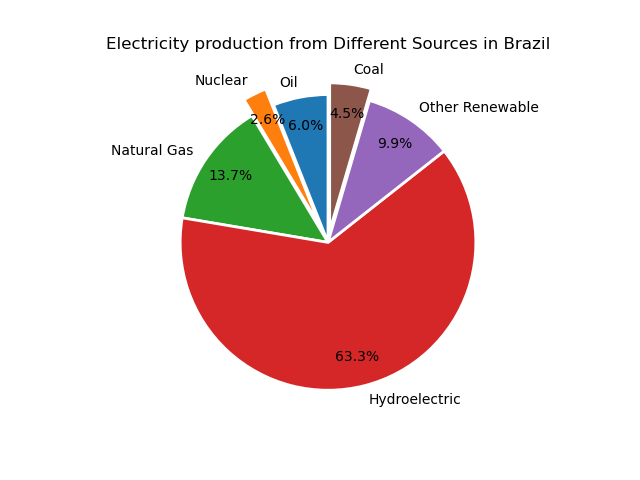 Electricity production from Different Sources in Brazil
Coal
Nuclear
Oil
Other Renewable
4.5%
2.6%
6.0%
9.9%
Natural Gas
13.7%
63.3%
Hydroelectric